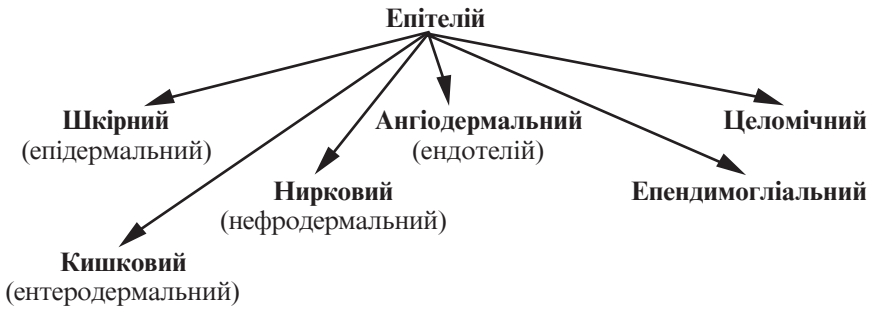 Епітелій
Шкірний
(епідермальний)
Ангіодермальний
(ендотелій)
Целомічний
Нирковий
(нефродермальний)
Епендимогліальний
Кишковий
(ентеродермальний)